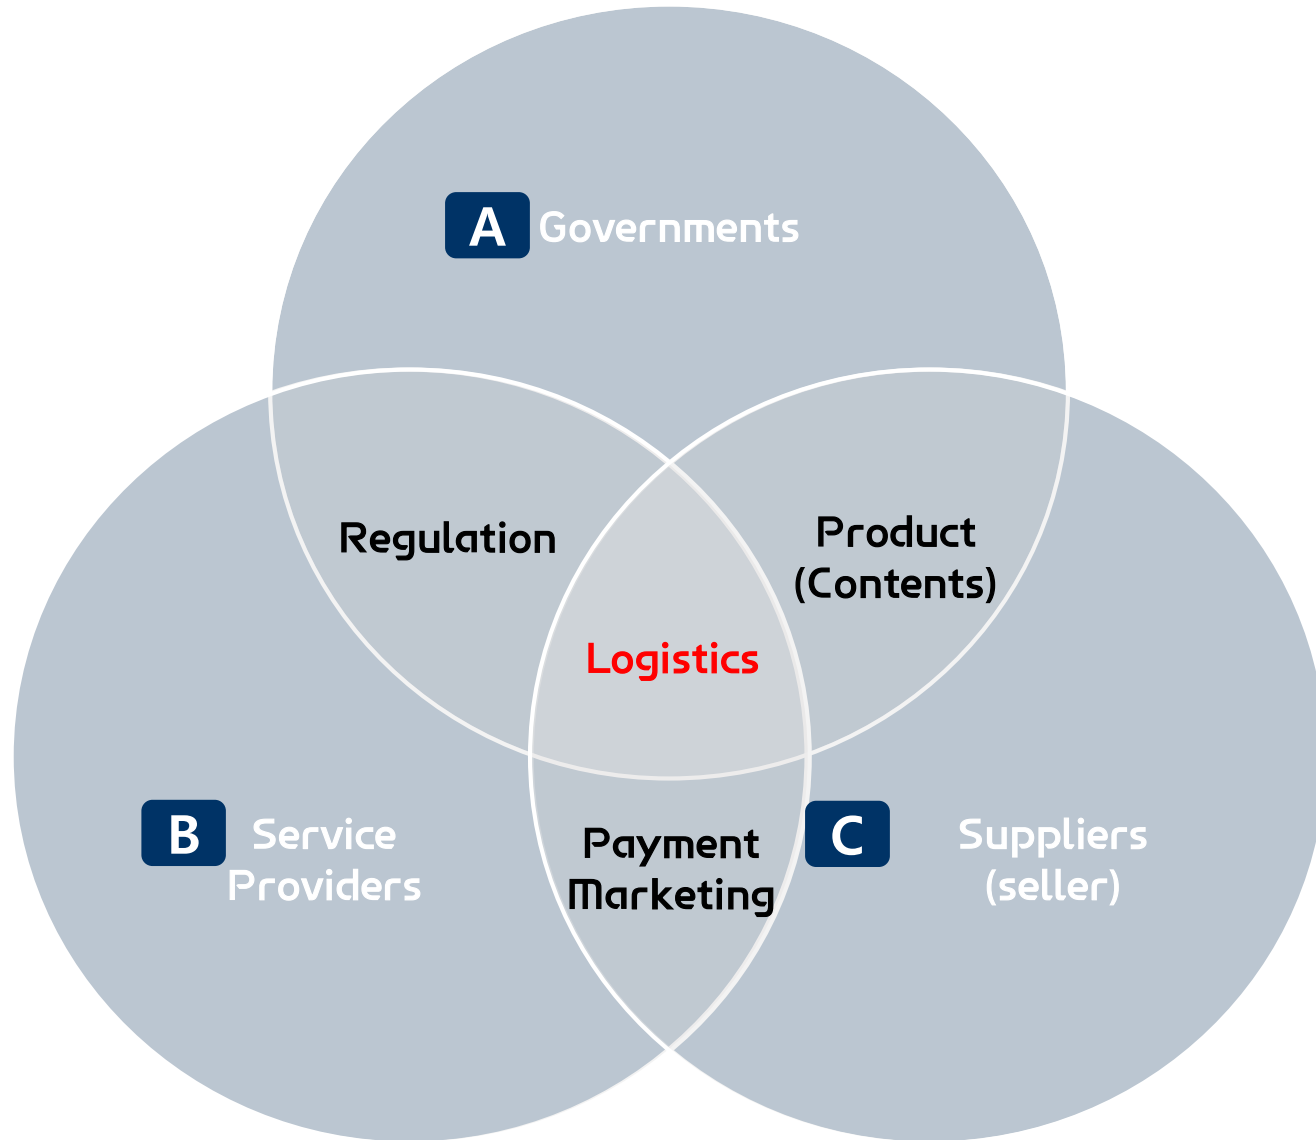 A Governments
Regulation
Product
(Contents)
Logistics
B Service
Providers
Payment
Marketing
C Suppliers
(seller)